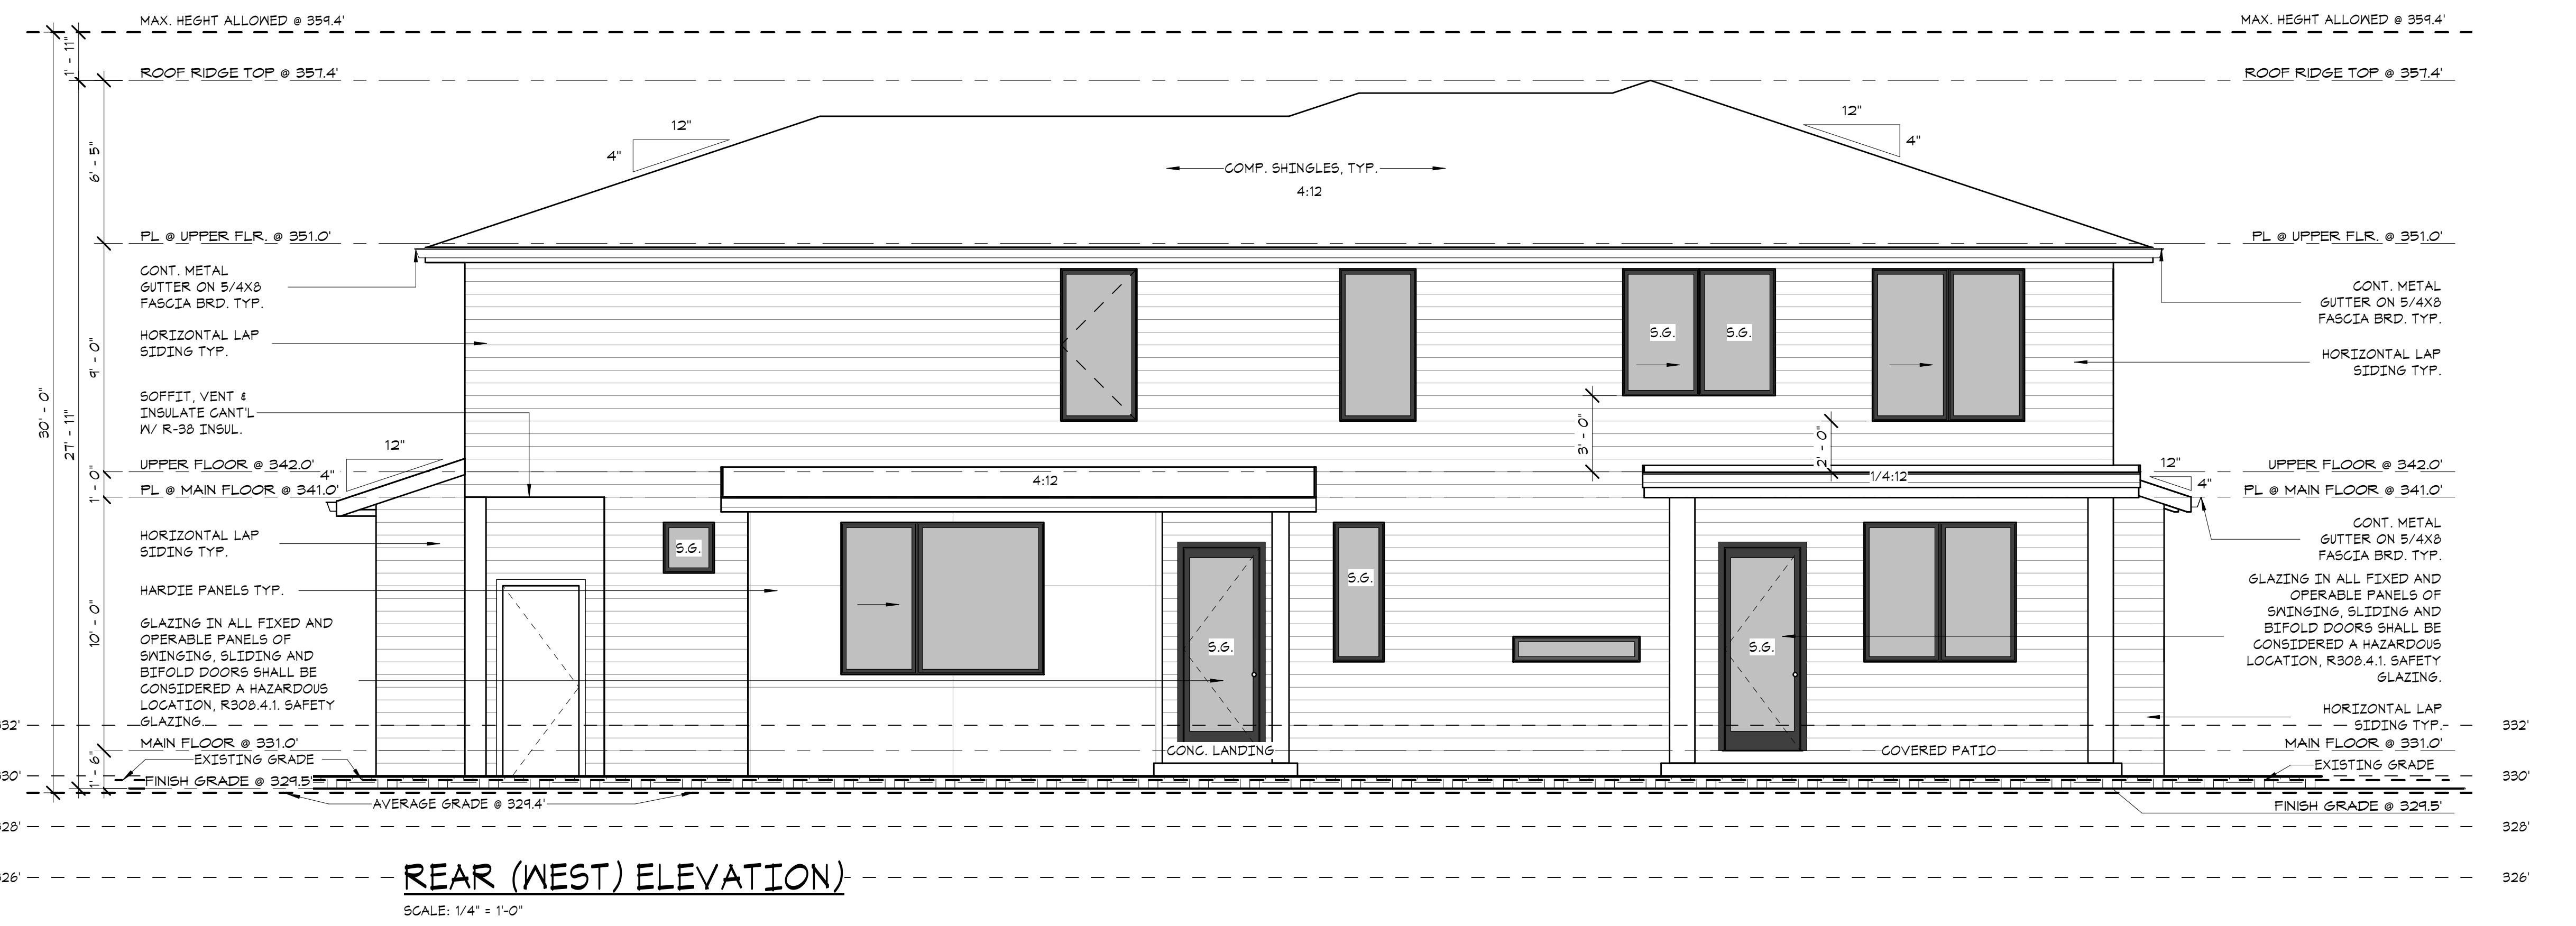 MAX. HEGHT ALLOWED @ 359.4'
MAX. HEGHT ALLOWED @ 359.4'
1' - 11"
ROOF RIDGE TOP @ 357.4'
ROOF RIDGE TOP @ 357.4'
12"
4"
12"
4"
COMP. SHINGLES, TYP.
4:12
6' - 5"
PL @ UPPER FLR. @ 351.0'
PL @ UPPER FLR. @ 351.0'
CONT. METAL
GUTTER ON 5/4X8
FASCIA BRD. TYP.
CONT. METAL
GUTTER ON 5/4X8
FASCIA BRD. TYP.
HORIZONTAL LAP
SIDING TYP.
HORIZONTAL LAP
SIDING TYP.
S.G.
S.G.
9' - 0"
30' - 0"
27' - 11"
SOFFIT, VENT &
INSULATE CANT'L
W/ R-38 INSUL.
3' - 0"
2' - 0"
12"
4"
UPPER FLOOR @ 342.0'
UPPER FLOOR @ 342.0'
1' - 0"
PL @ MAIN FLOOR @ 341.0'
PL @ MAIN FLOOR @ 341.0'
4:12
1/4:12
12"
4"
HORIZONTAL LAP
SIDING TYP.
CONT. METAL
GUTTER ON 5/4X8
FASCIA BRD. TYP.
S.G.
S.G.
HARDIE PANELS TYP.
10' - 0"
GLAZING IN ALL FIXED AND
OPERABLE PANELS OF
SWINGING, SLIDING AND
BIFOLD DOORS SHALL BE
CONSIDERED A HAZARDOUS
LOCATION, R308.4.1. SAFETY
GLAZING.
S.G.
S.G.
GLAZING IN ALL FIXED AND
OPERABLE PANELS OF
SWINGING, SLIDING AND
BIFOLD DOORS SHALL BE
CONSIDERED A HAZARDOUS
LOCATION, R308.4.1. SAFETY
GLAZING.
HORIZONTAL LAP
SIDING TYP.
332'
332'
MAIN FLOOR @ 331.0'
CONC. LANDING
COVERED PATIO
MAIN FLOOR @ 331.0'
EXISTING GRADE
EXISTING GRADE
1' - 6"
330'
330'
FINISH GRADE @ 329.5'
AVERAGE GRADE @ 329.4'
FINISH GRADE @ 329.5'
328'
328'
326'
326'
REAR (WEST) ELEVATION)
SCALE: 1/4" = 1'-0"